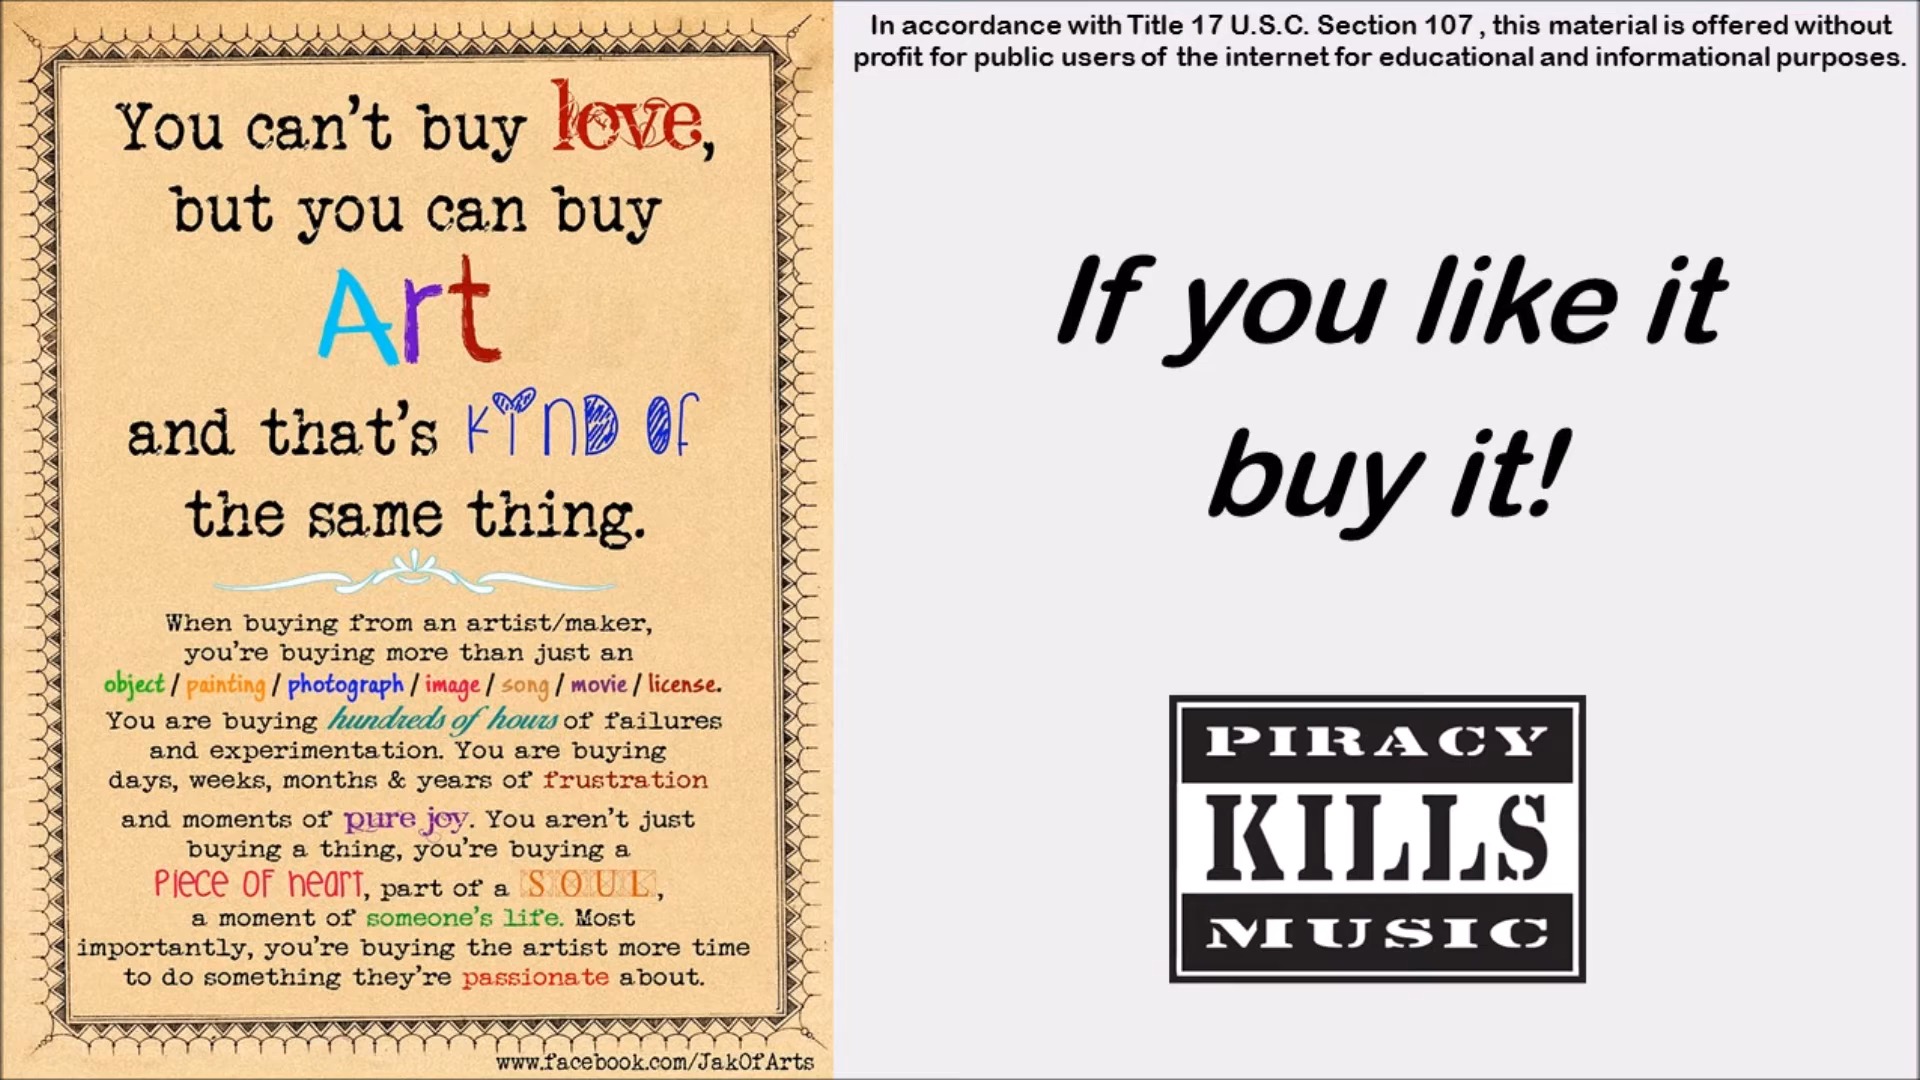 You can't buy love,
but you can buy
Art
and that's kind of
the same thing.
When buying from an artist/maker,
you're buying more than just an
object / painting / photograph / image / song / movie / license.
You are buying hundreds of hours of failures
and experimentation. You are buying
days, weeks, months & years of frustration
and moments of pure joy. You aren't just
buying a thing, you're buying a
piece of heart, part of a SOUL,
a moment of someone's life. Most
importantly, you're buying the artist more time
to do something they're passionate about.
www.facebook.com/JakOfArts
In accordance with Title 17 U.S.C. Section 107 , this material is offered without
profit for public users of the internet for educational and informational purposes.
If you like it
buy it!
PIRACY
KILLS
MUSIC